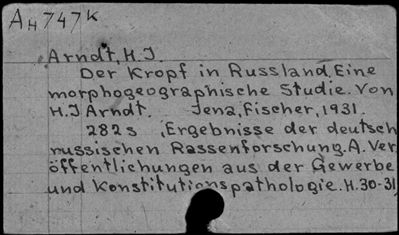 AH747K
Arndt, H.J.
Der Kropf in Russland. Eine
morphogeographische Studie. Von
H.J Arndt. Jena, Fischer, 1931.
282 s, Ergebnisse der deutsch
russischen Rassenforschung. A. Ver
öffentlichungen aus der Gewerbe
und Konstitutionspathologie. H.30-31